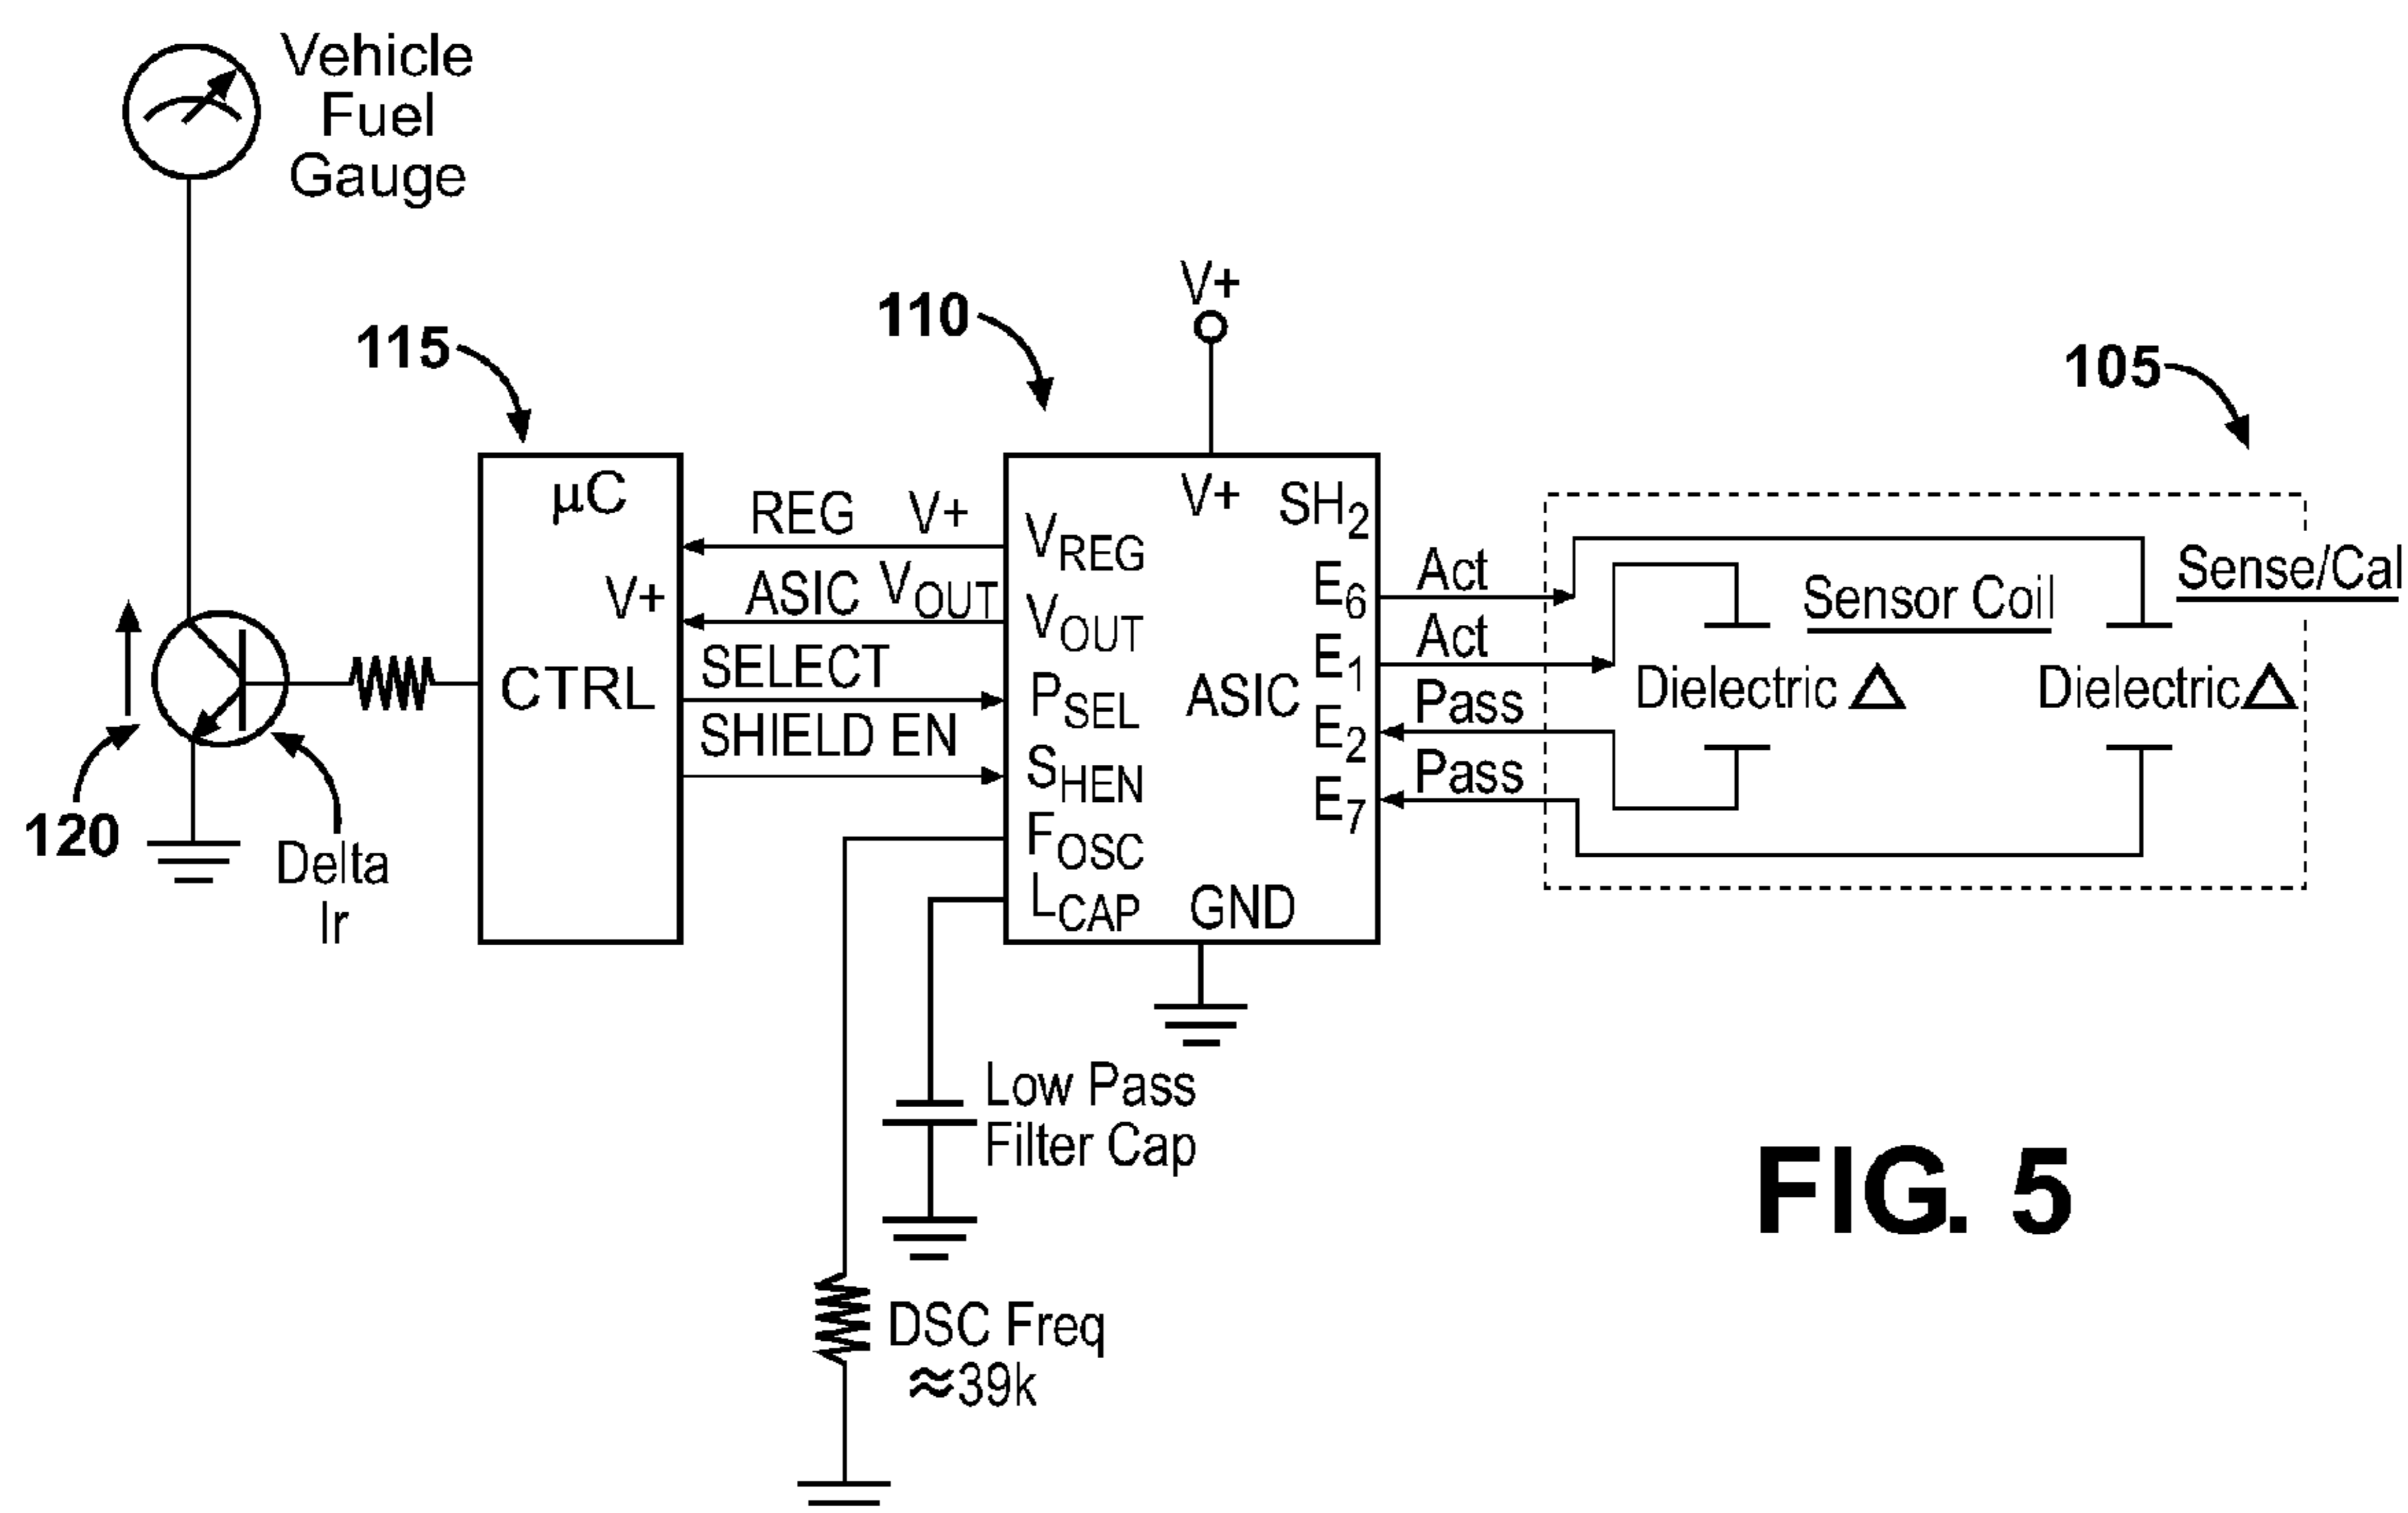 Vehicle
Fuel
Gauge
115
110
V+
105
µC
V+
CTRL
REG V+
ASIC VOUT
SELECT
SHIELD EN
V+
SH2
VREG
VOUT
PSEL
SHEN
FOSC
LCAP
ASIC
GND
E6
E1
E2
E7
Act
Act
Pass
Pass
Sensor Coil
Sense/Cal
Dielectric △
Dielectric △
120
Delta
Ir
Low Pass
Filter Cap
DSC Freq
≈39k
FIG. 5